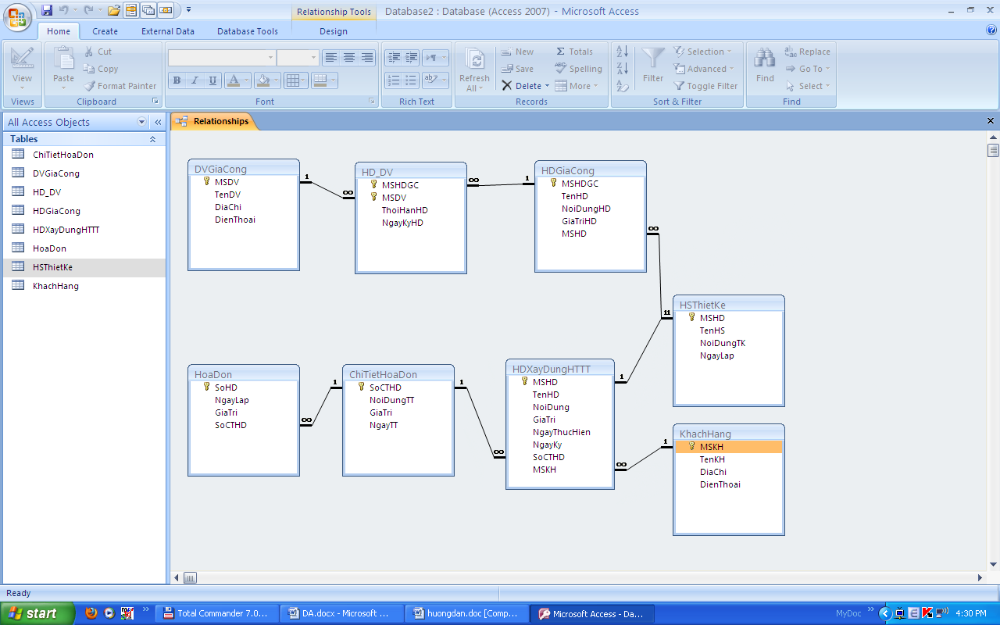 Relationship Tools
Database2 : Database (Access 2007) - Microsoft Access
Home Create External Data Database Tools Design
View
Views
Paste
Cut
Copy
Format Painter
Clipboard
B I U A
Font
Rich Text
Refresh All
New
Save
Delete
Σ Totals
Spelling
More
Records
Filter
Selection
Advanced
Toggle Filter
Sort & Filter
Find
Replace
Go To
Select
Find
All Access Objects
Tables
ChiTietHoaDon
DVGiaCong
HD_DV
HDGiaCong
HDXayDungHTTT
HoaDon
HSThietKe
KhachHang
Relationships
DVGiaCong
MSDV
TenDV
DiaChi
DienThoai
1
∞
HD_DV
MSHDGC
MSDV
ThoiHanHD
NgayKyHD
∞
1
HDGiaCong
MSHDGC
TenHD
NoiDungHD
GiaTriHD
MSHD
∞
11
HSThietKe
MSHD
TenHS
NoiDungTK
NgayLap
HoaDon
SoHD
NgayLap
GiaTri
SoCTHD
∞
1
ChiTietHoaDon
SoCTHD
NoiDungTT
GiaTri
NgayTT
1
∞
HDXayDungHTTT
MSHD
TenHD
NoiDung
GiaTri
NgayThucHien
NgayKy
SoCTHD
MSKH
1
∞
1
KhachHang
MSKH
TenKH
DiaChi
DienThoai
Ready
start
Total Commander 7.0...
DA.docx - Microsoft ...
huongdan.doc [Comp...
Microsoft Access - Da...
MyDoc
4:30 PM